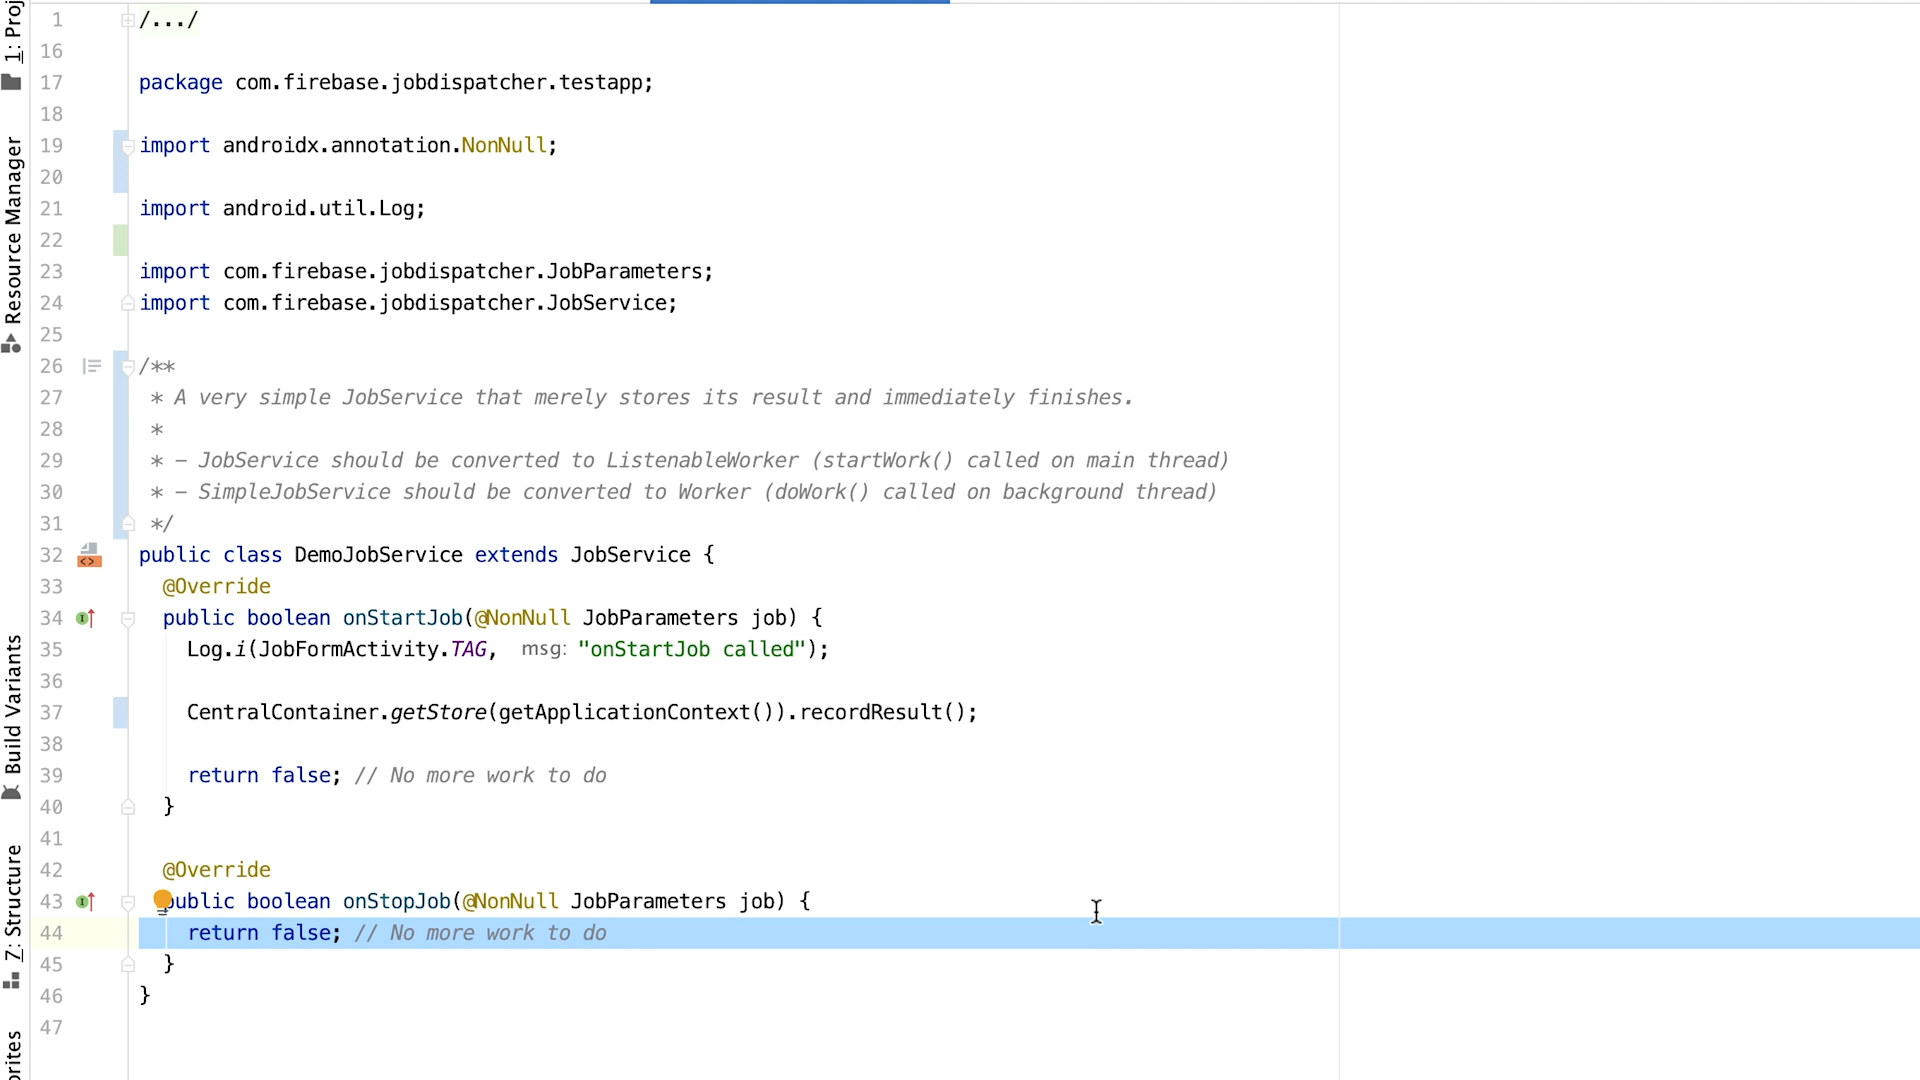 1: Proj
Resource Manager
Build Variants
7: Structure
orites
1 /.../
16
17 package com.firebase.jobdispatcher.testapp;
18
19 import androidx.annotation.NonNull;
20
21 import android.util.Log;
22
23 import com.firebase.jobdispatcher.JobParameters;
24 import com.firebase.jobdispatcher.JobService;
25
26 /**
27 * A very simple JobService that merely stores its result and immediately finishes.
28 *
29 * – JobService should be converted to ListenableWorker (startWork() called on main thread)
30 * – SimpleJobService should be converted to Worker (doWork() called on background thread)
31 */
32 public class DemoJobService extends JobService {
33 @Override
34 public boolean onStartJob(@NonNull JobParameters job) {
35 Log.i(JobFormActivity.TAG, msg: "onStartJob called");
36
37 CentralContainer.getStore(getApplicationContext()).recordResult();
38
39 return false; // No more work to do
40 }
41
42 @Override
43 public boolean onStopJob(@NonNull JobParameters job) {
44 return false; // No more work to do
45 }
46 }
47